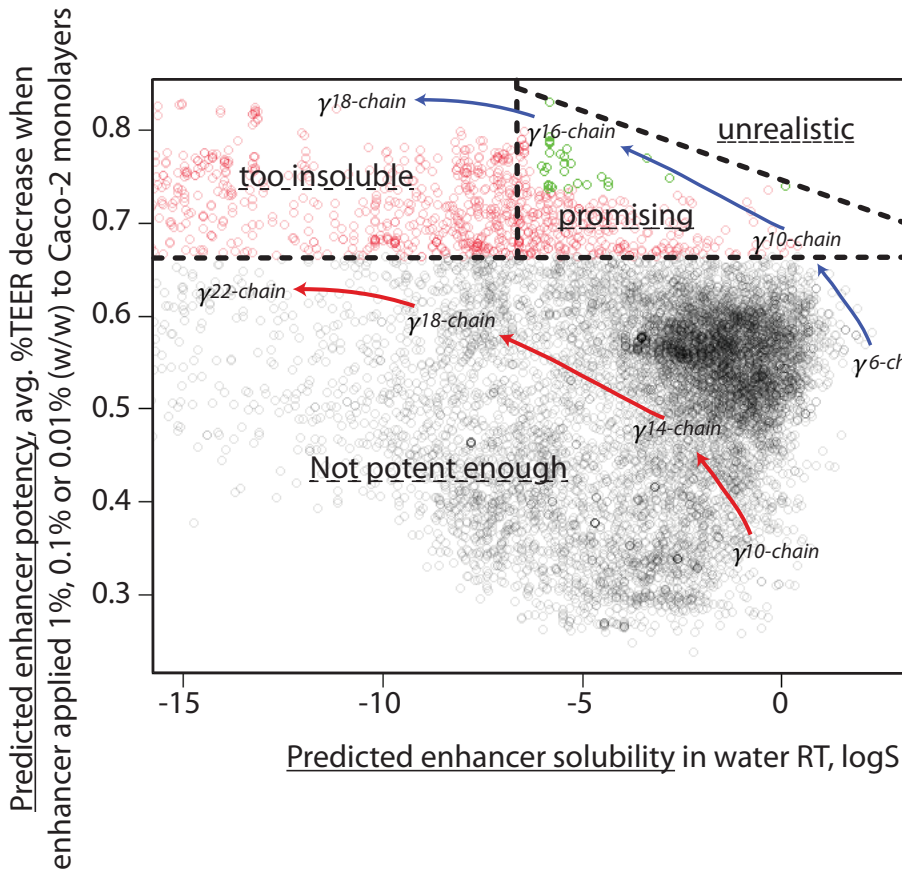 Predicted enhancer potency, avg. %TEER decrease when
enhancer applied 1%, 0.1% or 0.01% (w/w) to Caco-2 monolayers
0.8
0.7
0.6
0.5
0.4
0.3
γ18-chain
γ16-chain
unrealistic
too insoluble
promising
γ10-chain
γ22-chain
γ18-chain
γ6-ch
γ14-chain
Not potent enough
γ10-chain
-15
-10
-5
0
Predicted enhancer solubility in water RT, logS